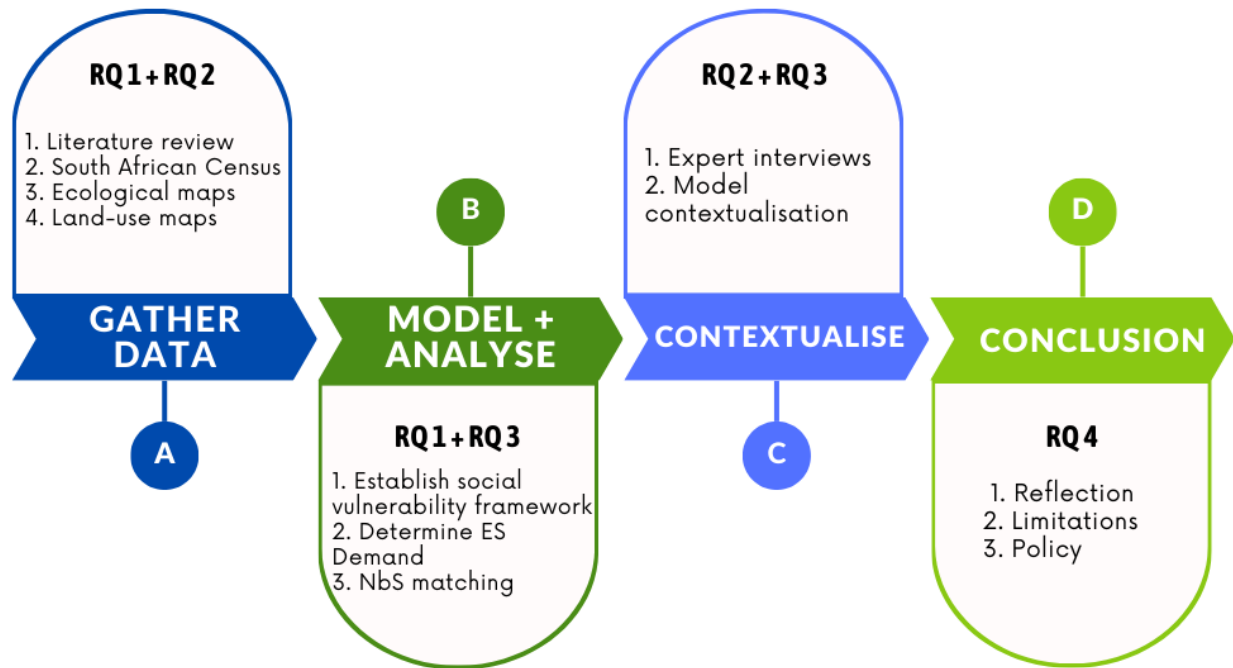 RQ1+RQ2
1. Literature review
2. South African Census
3. Ecological maps
4. Land-use maps
GATHER
DATA
A
B
MODEL +
ANALYSE
RQ1+RQ3
1. Establish social
vulnerability framework
2. Determine ES
Demand
3. NbS matching
RQ2+RQ3
1. Expert interviews
2. Model
contextualisation
CONTEXTUALISE
C
D
CONCLUSION
RQ4
1. Reflection
2. Limitations
3. Policy